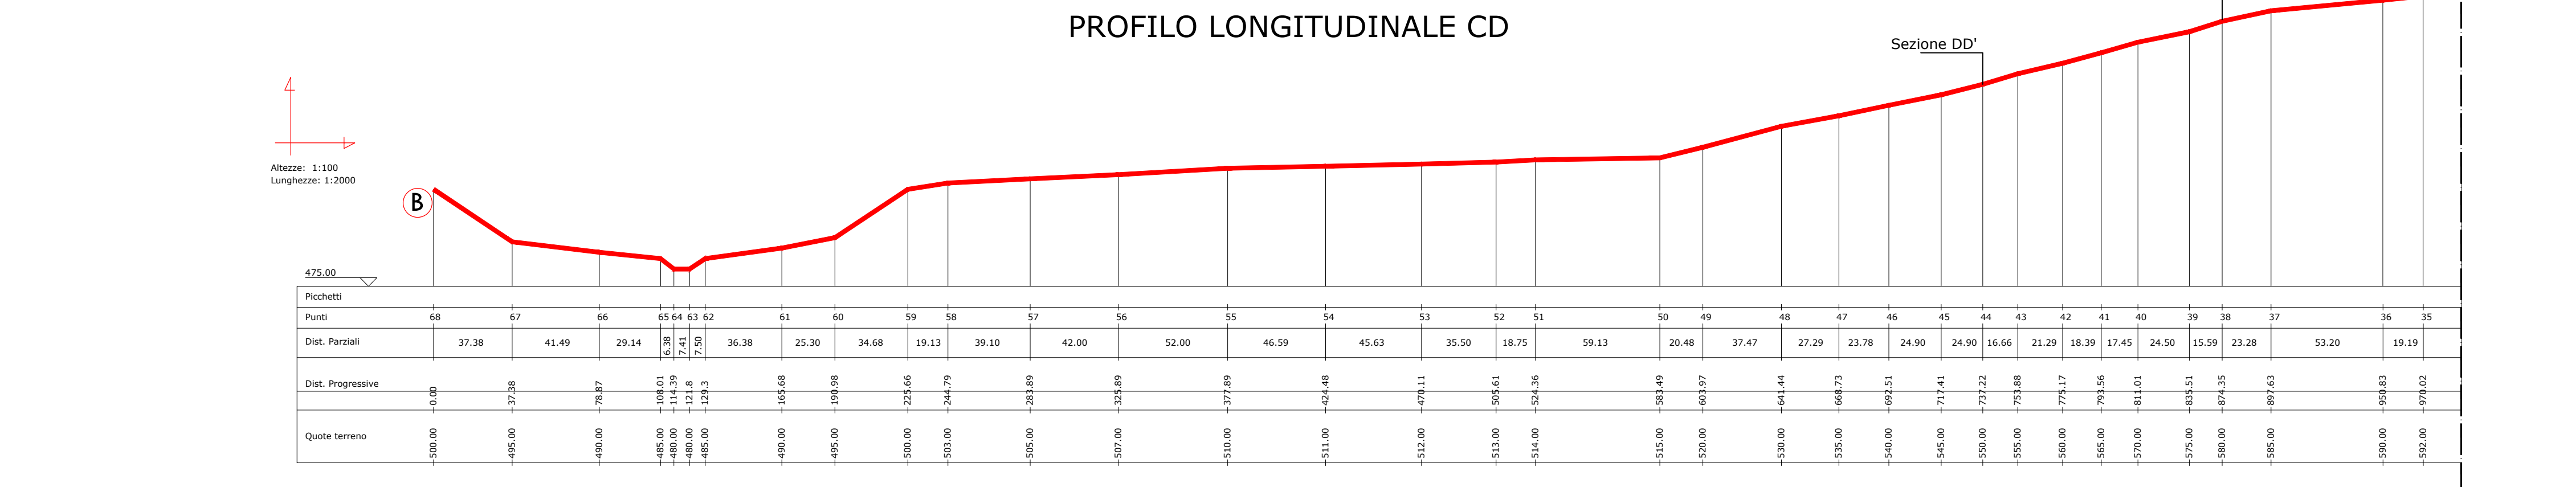 PROFILO LONGITUDINALE CD
Sezione DD'
Altezze: 1:100
Lunghezze: 1:2000
B
475.00
Picchetti
Punti 68 67 66 65 64 63 62 61 60 59 58 57 56 55 54 53 52 51 50 49 48 47 46 45 44 43 42 41 40 39 38 37 36 35
Dist. Parziali 37.38 41.49 29.14 6.38 7.41 7.50 36.38 25.30 34.68 19.13 39.10 42.00 52.00 46.59 45.63 35.50 18.75 59.13 20.48 37.47 27.29 23.78 24.90 24.90 16.66 21.29 18.39 17.45 24.50 15.59 23.28 53.20 19.19
Dist. Progressive 0.00 37.38 78.87 108.01 114.39 121.8 129.3 165.68 190.98 225.66 244.79 283.89 325.89 377.89 424.48 470.11 505.61 524.36 583.49 603.97 641.44 668.73 692.51 717.41 737.22 753.88 775.17 793.56 811.01 835.51 874.35 897.63 950.83 970.02
Quote terreno 500.00 495.00 490.00 485.00 480.00 480.00 485.00 490.00 495.00 500.00 503.00 505.00 507.00 510.00 511.00 512.00 513.00 514.00 515.00 520.00 530.00 535.00 540.00 545.00 550.00 555.00 560.00 565.00 570.00 575.00 580.00 585.00 590.00 592.00